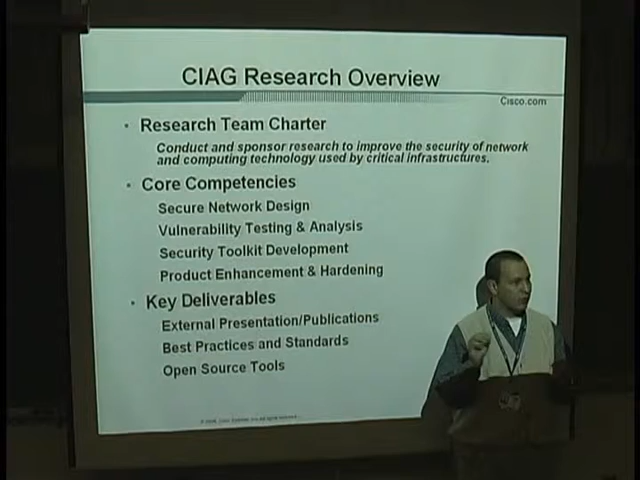 CIAG Research Overview
Cisco.com
Research Team Charter
Conduct and sponsor research to improve the security of network
and computing technology used by critical infrastructures.
Core Competencies
Secure Network Design
Vulnerability Testing & Analysis
Security Toolkit Development
Product Enhancement & Hardening
Key Deliverables
External Presentation/Publications
Best Practices and Standards
Open Source Tools